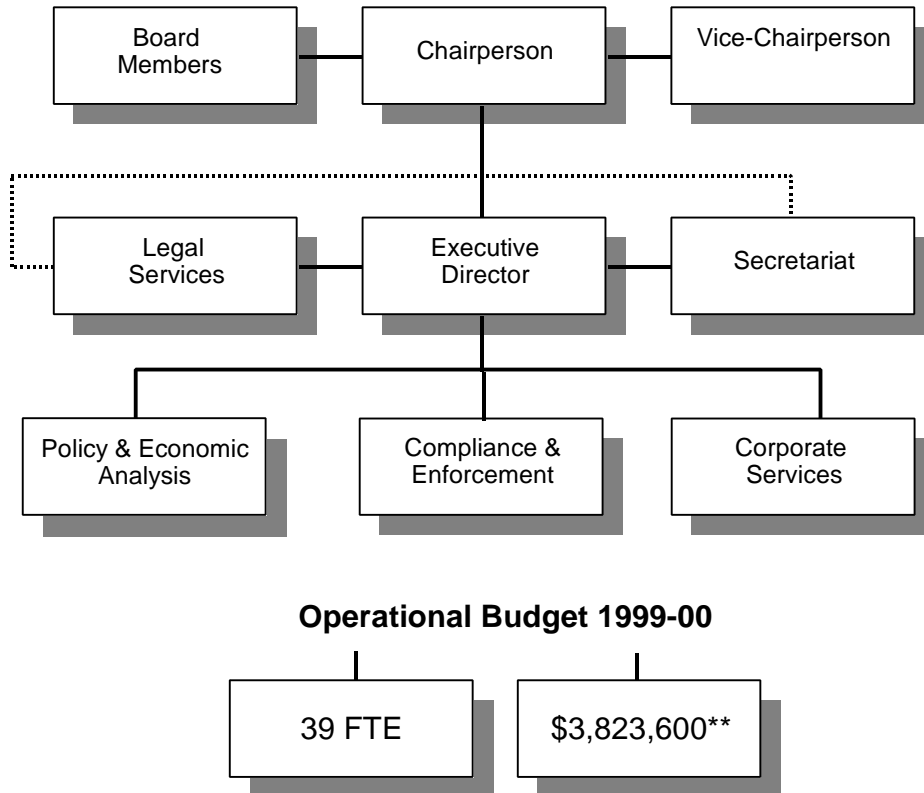 Board
Members
Chairperson
Vice-Chairperson
Legal
Services
Executive
Director
Secretariat
Policy & Economic
Analysis
Compliance &
Enforcement
Corporate
Services
Operational Budget 1999-00
39 FTE
$3,823,600**